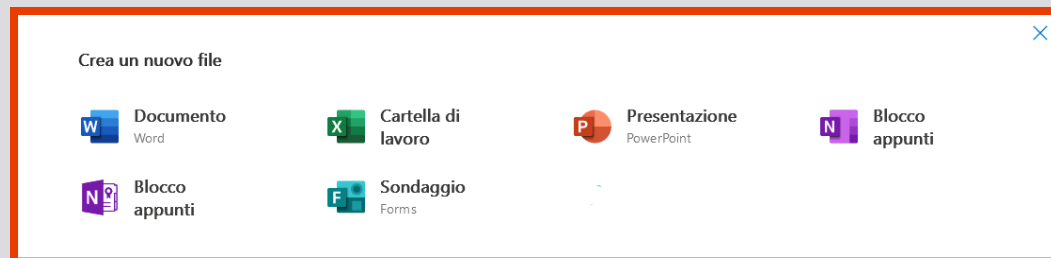 Crea un nuovo file
W
Documento
Word
X
Cartella di
lavoro
P
Presentazione
PowerPoint
N
Blocco
appunti
N
Blocco
appunti
F
Sondaggio
Forms